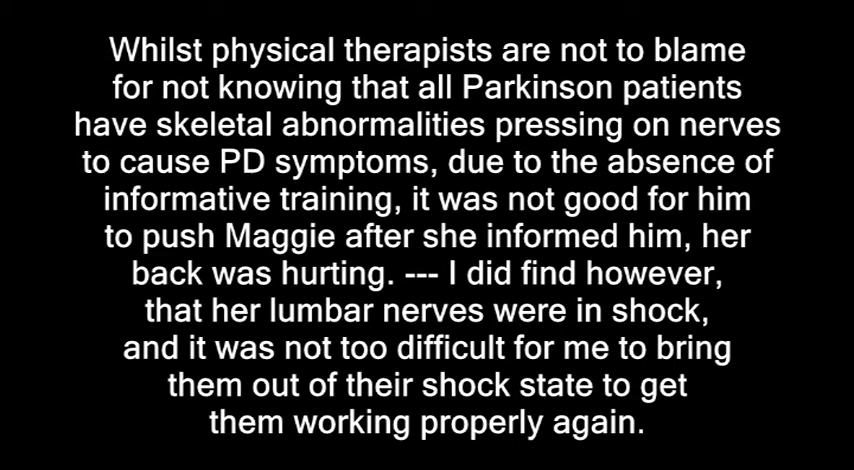 Whilst physical therapists are not to blame
for not knowing that all Parkinson patients
have skeletal abnormalities pressing on nerves
to cause PD symptoms, due to the absence of
informative training, it was not good for him
to push Maggie after she informed him, her
back was hurting. --- I did find however,
that her lumbar nerves were in shock,
and it was not too difficult for me to bring
them out of their shock state to get
them working properly again.